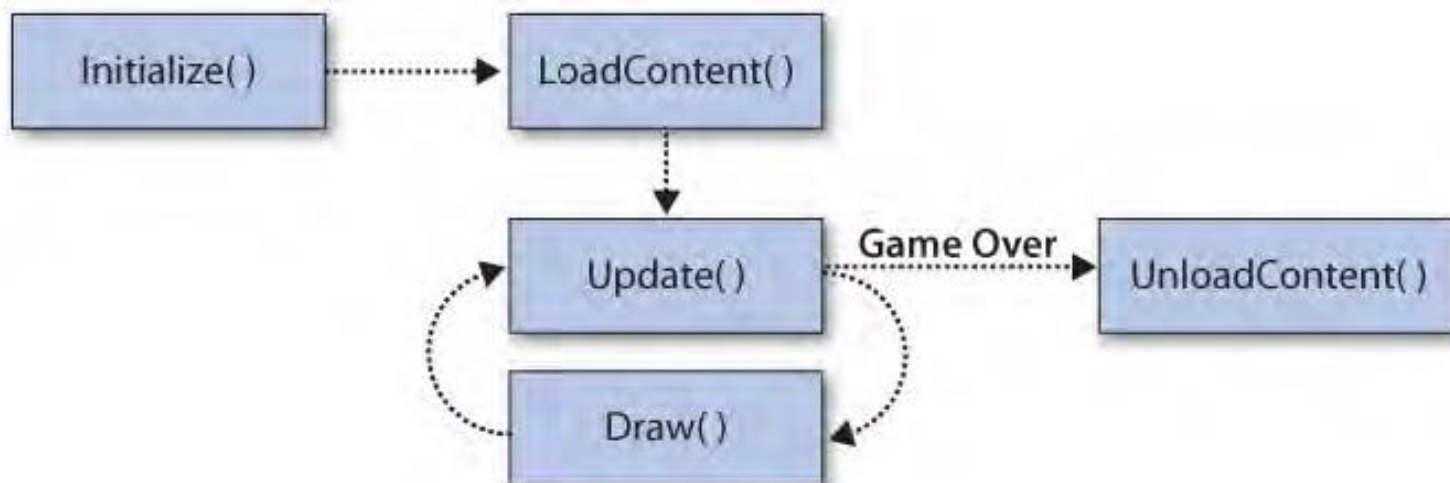 Initialize( )
LoadContent( )
Update( )
Game Over
UnloadContent( )
Draw( )